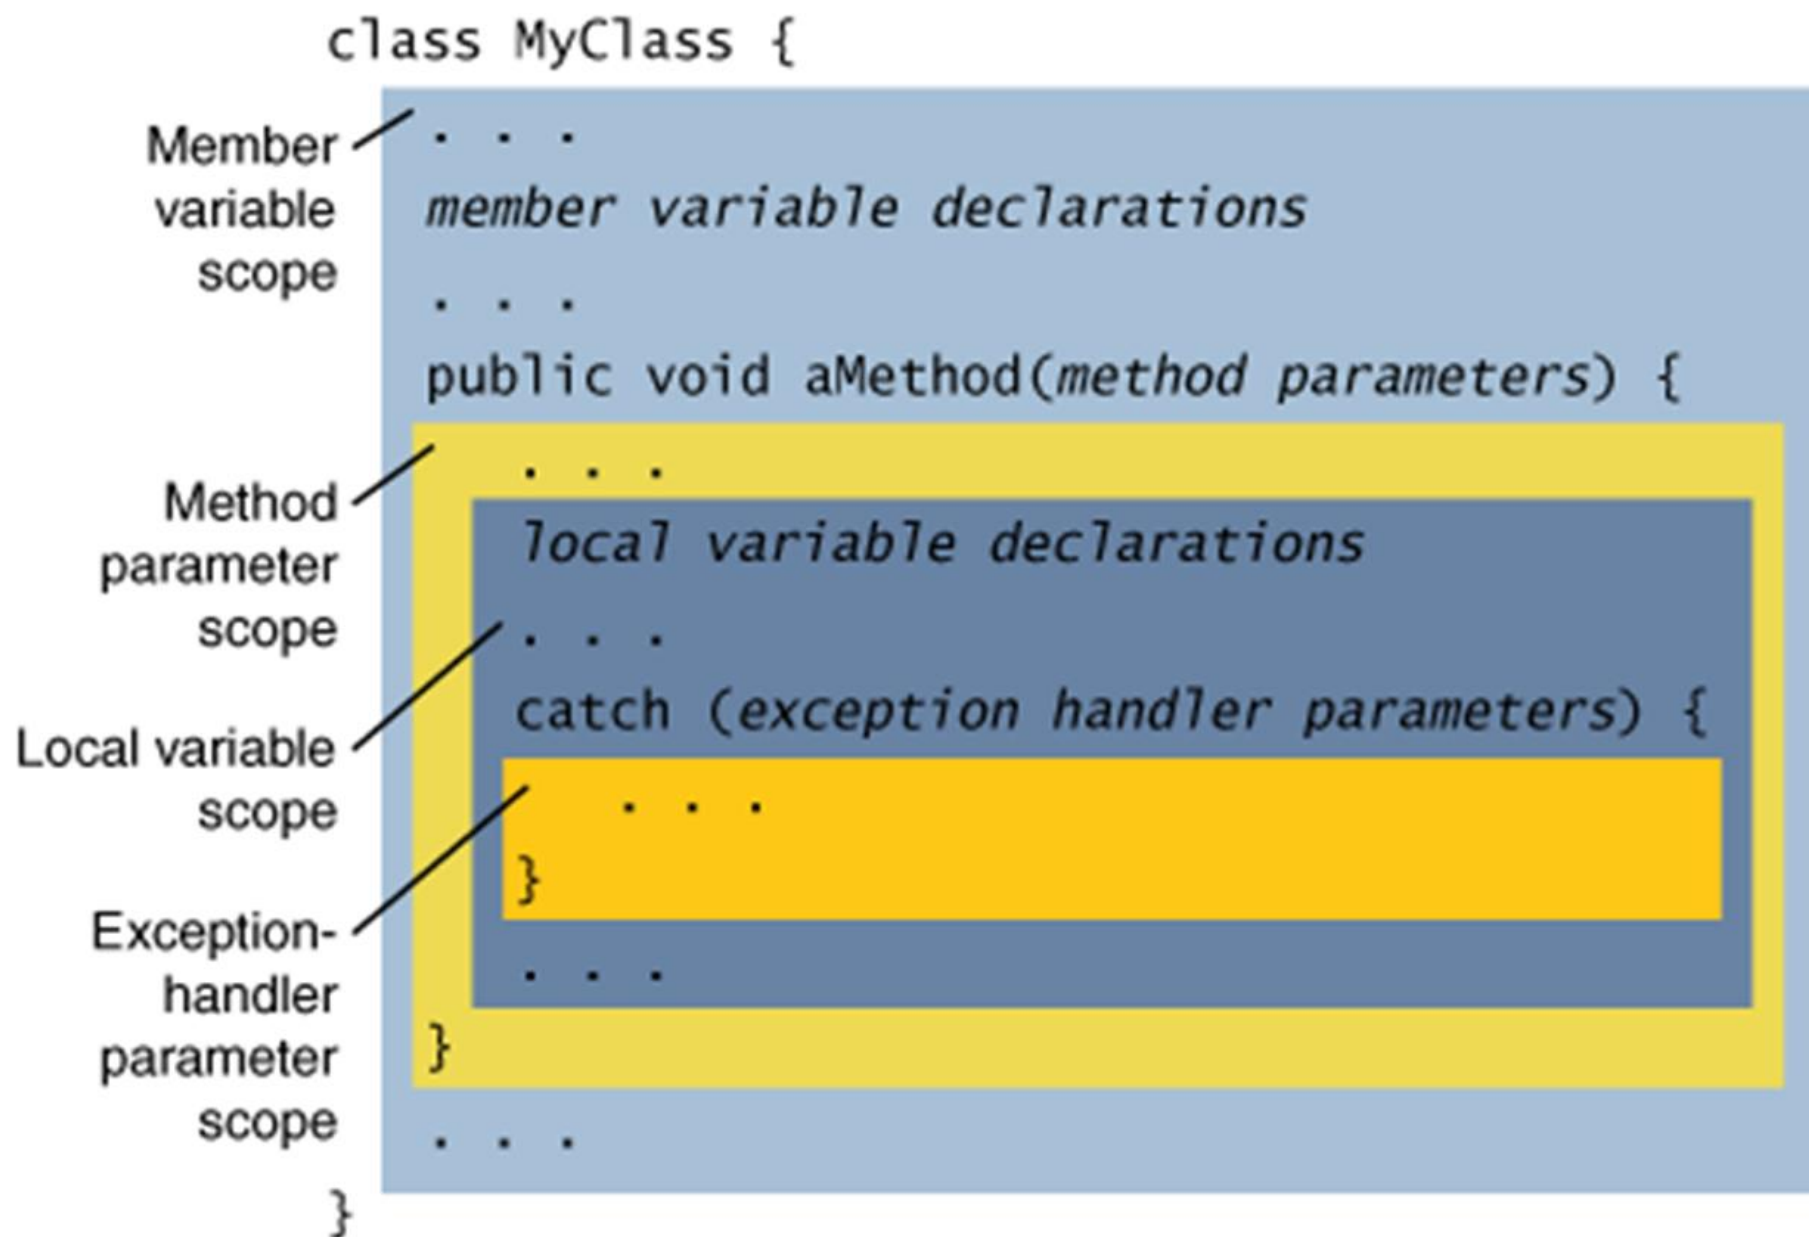 class MyClass {
. . .
Member
variable
scope
member variable declarations
. . .
public void aMethod(method parameters) {
. . .
Method
parameter
scope
local variable declarations
. . .
catch (exception handler parameters) {
Local variable
scope
. . .
}
Exception-
handler
parameter
scope
. . .
}
. . .
}